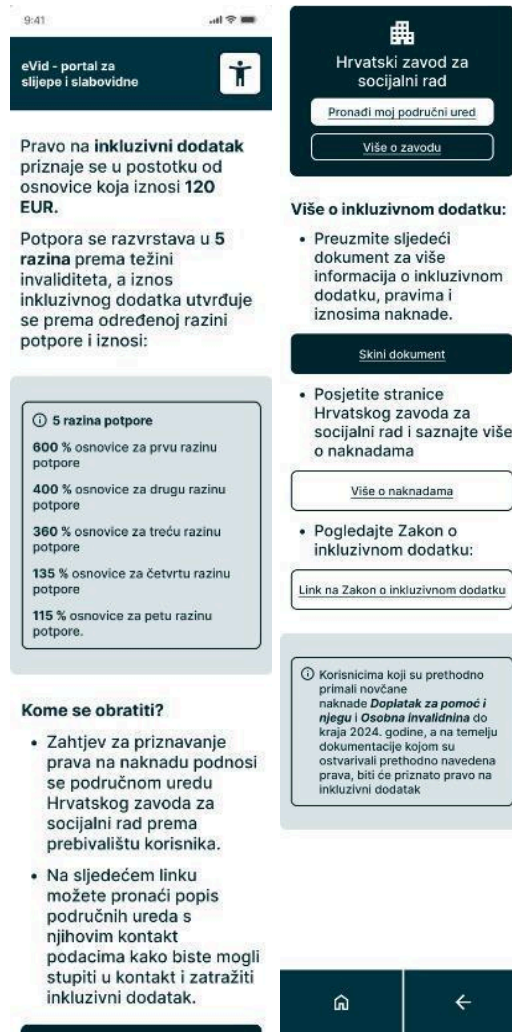 9:41
eVid - portal za
slijepe i slabovidne
Pravo na inkluzivni dodatak
priznaje se u postotku od
osnovice koja iznosi 120
EUR.
Potpora se razvrstava u 5
razina prema težini
invaliditeta, a iznos
inkluzivnog dodatka utvrđuje
se prema određenoj razini
potpore i iznosi:
5 razina potpore
600 % osnovice za prvu razinu
potpore
400 % osnovice za drugu razinu
potpore
360 % osnovice za treću razinu
potpore
135 % osnovice za četvrtu razinu
potpore
115 % osnovice za petu razinu
potpore.
Kome se obratiti?
• Zahtjev za priznavanje
prava na naknadu podnosi
se područnom uredu
Hrvatskog zavoda za
socijalni rad prema
prebivalištu korisnika.
• Na sljedećem linku
možete pronaći popis
područnih ureda s
njihovim kontakt
podacima kako biste mogli
stupiti u kontakt i zatražiti
inkluzivni dodatak.
Hrvatski zavod za
socijalni rad
Pronađi moj područni ured
Više o zavodu
Više o inkluzivnom dodatku:
• Preuzmite sljedeći
dokument za više
informacija o inkluzivnom
dodatku, pravima i
iznosima naknade.
Skini dokument
• Posjetite stranice
Hrvatskog zavoda za
socijalni rad i saznajte više
o naknadama
Više o naknadama
• Pogledajte Zakon o
inkluzivnom dodatku:
Link na Zakon o inkluzivnom dodatku
Korisnicima koji su prethodno
primali novčane
naknade Doplatak za pomoć i
njegu i Osobna invalidnina do
kraja 2024. godine, a na temelju
dokumentacije kojom su
ostvarivali prethodno navedena
prava, biti će priznato pravo na
inkluzivni dodatak